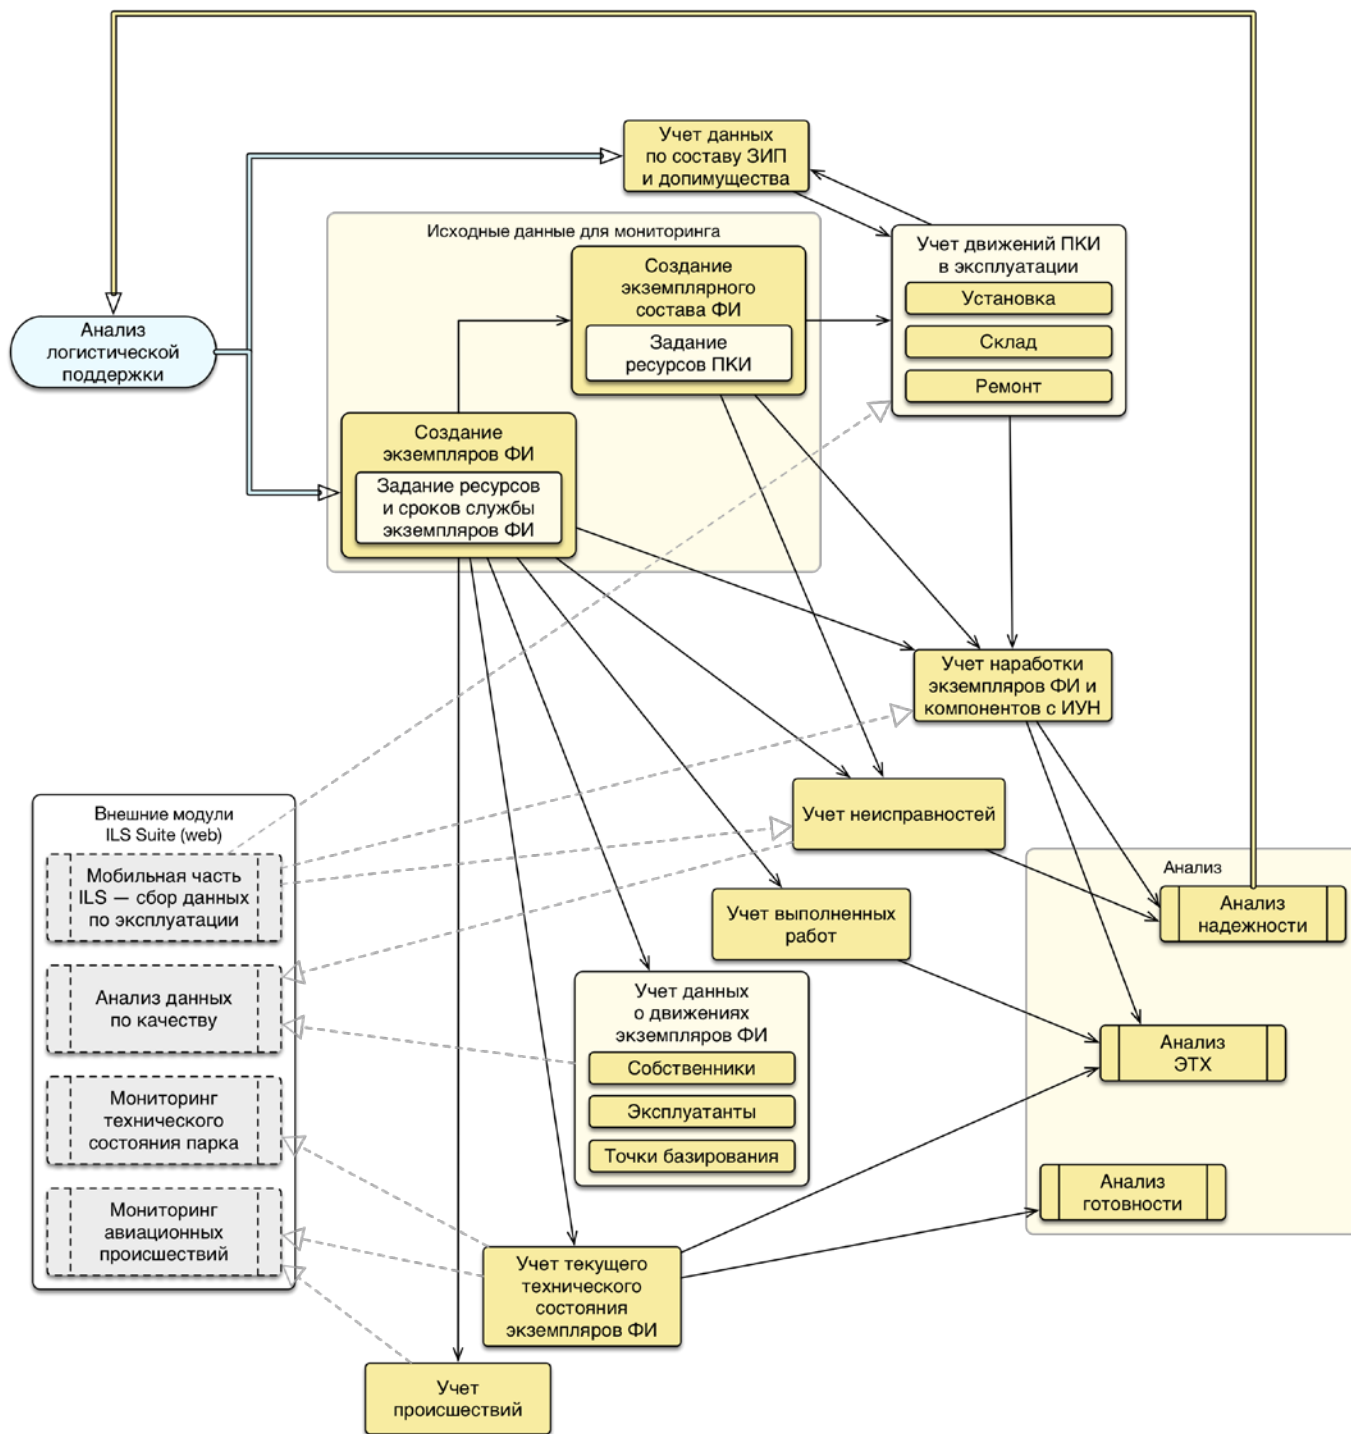 Учет данных
по составу ЗИП
и допимущества
Исходные данные для мониторинга
Создание
экземплярного
состава ФИ
Задание
ресурсов ПКИ
Учет движений ПКИ
в эксплуатации
Установка
Склад
Ремонт
Анализ
логистической
поддержки
Создание
экземпляров ФИ
Задание ресурсов
и сроков службы
экземпляров ФИ
Учет наработки
экземпляров ФИ и
компонентов с ИУН
Учет неисправностей
Внешние модули
ILS Suite (web)
Мобильная часть
ILS — сбор данных
по эксплуатации
Анализ данных
по качеству
Мониторинг
технического
состояния парка
Мониторинг
авиационных
происшествий
Учет выполненных
работ
Учет данных
о движениях
экземпляров ФИ
Собственники
Эксплуатанты
Точки базирования
Анализ
Анализ
надежности
Анализ
ЭТХ
Анализ
готовности
Учет текущего
технического
состояния
экземпляров ФИ
Учет
происшествий